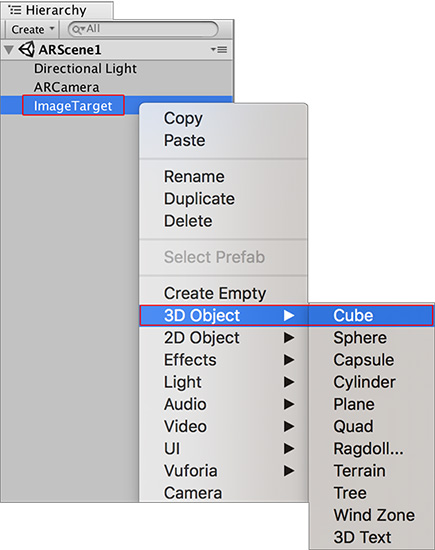 Hierarchy
Create All
ARScene1
Directional Light
ARCamera
ImageTarget
Copy
Paste
Rename
Duplicate
Delete
Select Prefab
Create Empty
3D Object
2D Object
Effects
Light
Audio
Video
UI
Vuforia
Camera
Cube
Sphere
Capsule
Cylinder
Plane
Quad
Ragdoll...
Terrain
Tree
Wind Zone
3D Text